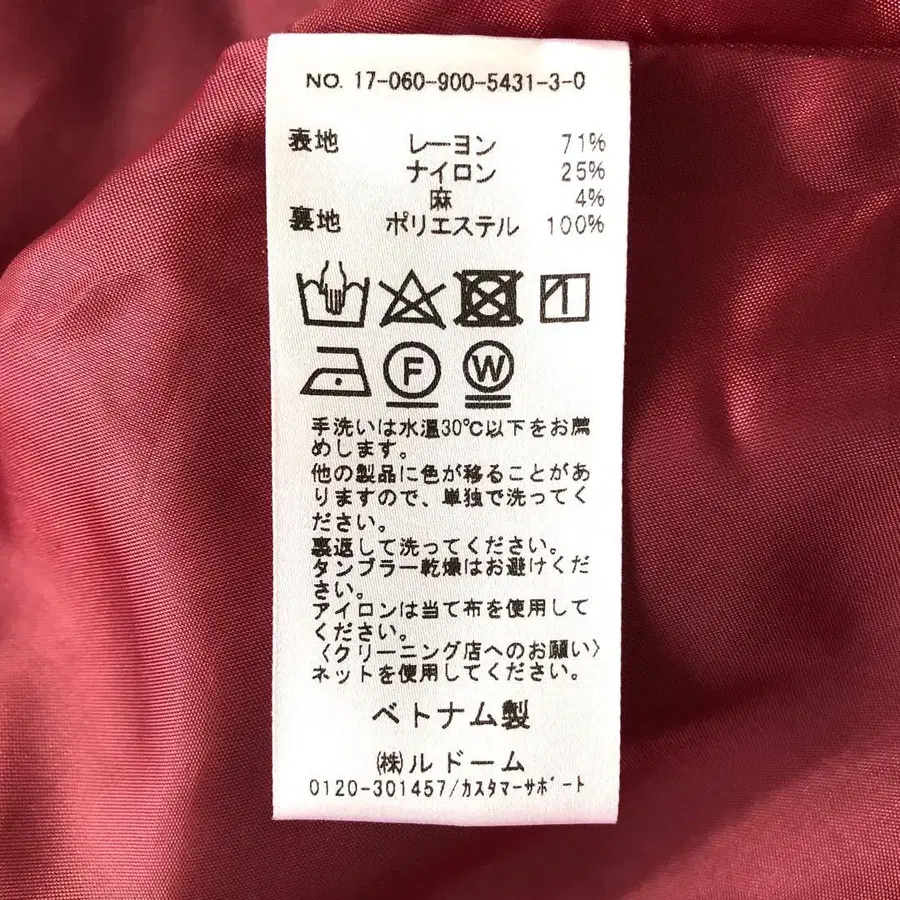 NO. 17-060-900-5431-3-0
表地 レーヨン 71%
ナイロン 25%
麻 4%
裏地 ポリエステル 100%
F W
手洗いは水温30℃以下をお薦
めします。
他の製品に色が移ることがあ
りますので、単独で洗ってく
ださい。
裏返して洗ってください。
タンブラー乾燥はお避けくだ
さい。
アイロンは当て布を使用して
ください。
〈クリーニング店へのお願い〉
ネットを使用してください。
ベトナム製
㈱ルドーム
0120-301457/ｶｽﾀﾏｰｻﾎﾟｰﾄ